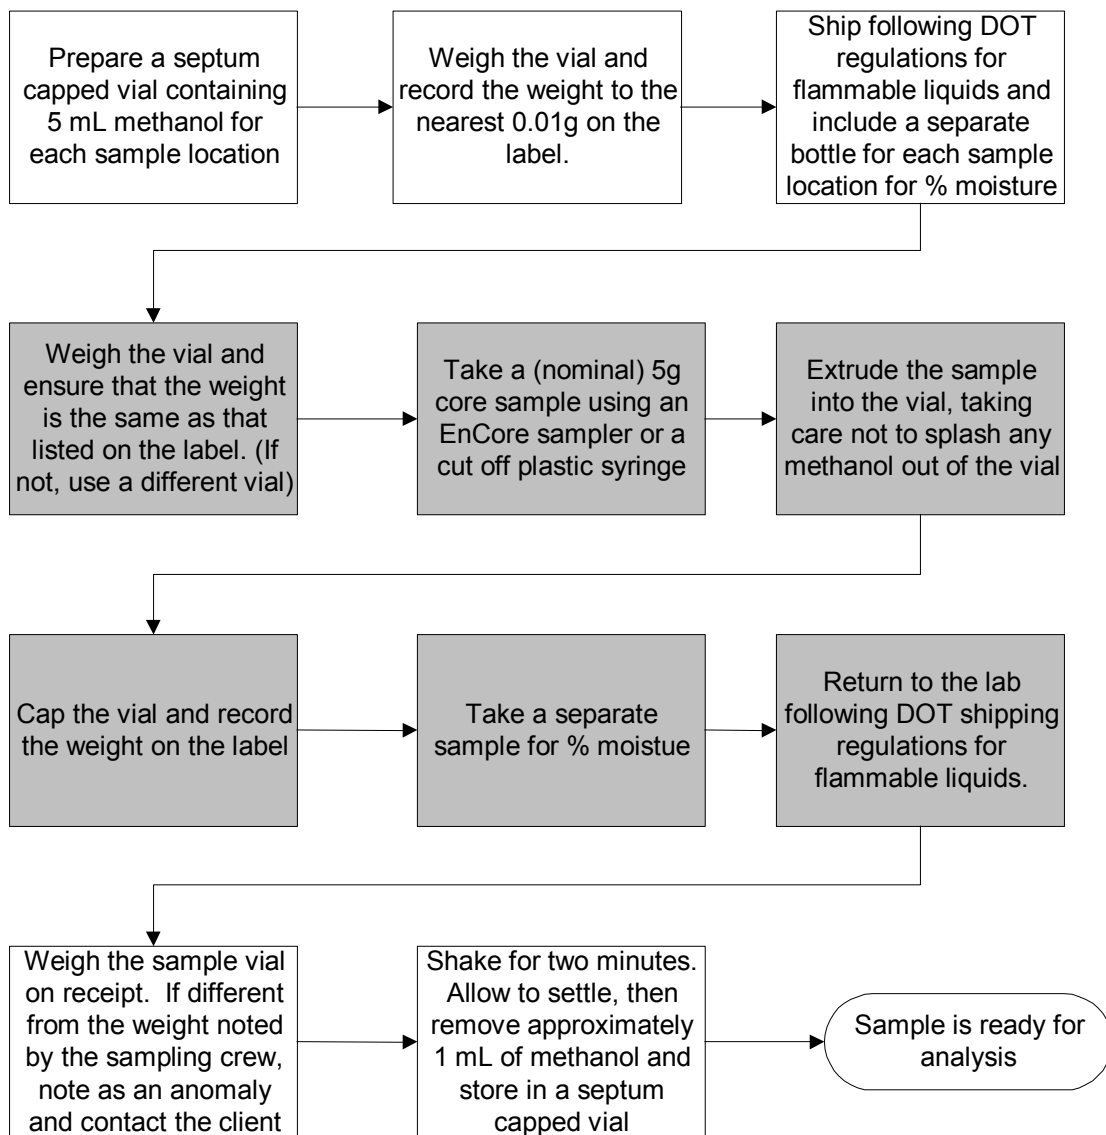 Prepare a septum
capped vial containing
5 mL methanol for
each sample location
Weigh the vial and
record the weight to the
nearest 0.01g on the
label.
Ship following DOT
regulations for
flammable liquids and
include a separate
bottle for each sample
location for % moisture
Weigh the vial and
ensure that the weight
is the same as that
listed on the label. (If
not, use a different vial)
Take a (nominal) 5g
core sample using an
EnCore sampler or a
cut off plastic syringe
Extrude the sample
into the vial, taking
care not to splash any
methanol out of the vial
Cap the vial and record
the weight on the label
Take a separate
sample for % moistue
Return to the lab
following DOT shipping
regulations for
flammable liquids.
Weigh the sample vial
on receipt. If different
from the weight noted
by the sampling crew,
note as an anomaly
and contact the client
Shake for two minutes.
Allow to settle, then
remove approximately
1 mL of methanol and
store in a septum
capped vial
Sample is ready for
analysis